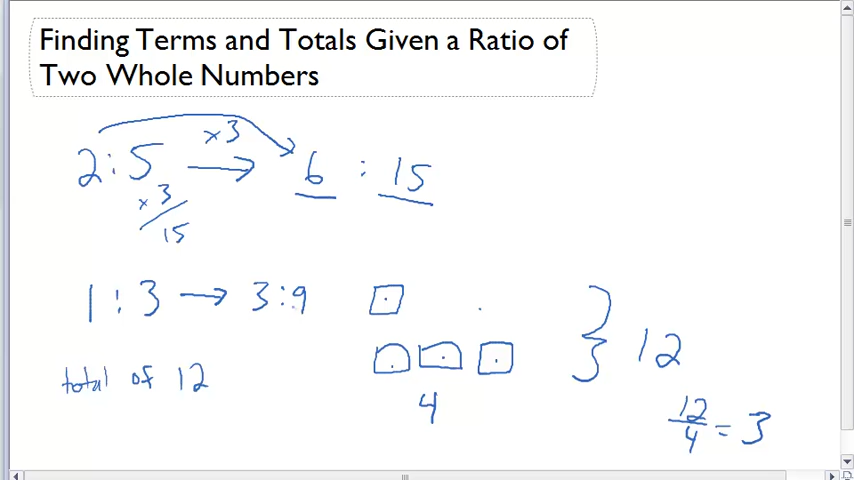 Finding Terms and Totals Given a Ratio of
Two Whole Numbers
x3
2:5 → 6 : 15
x 3
15
1 : 3 → 3:9
total of 12
4
12
12/4 = 3